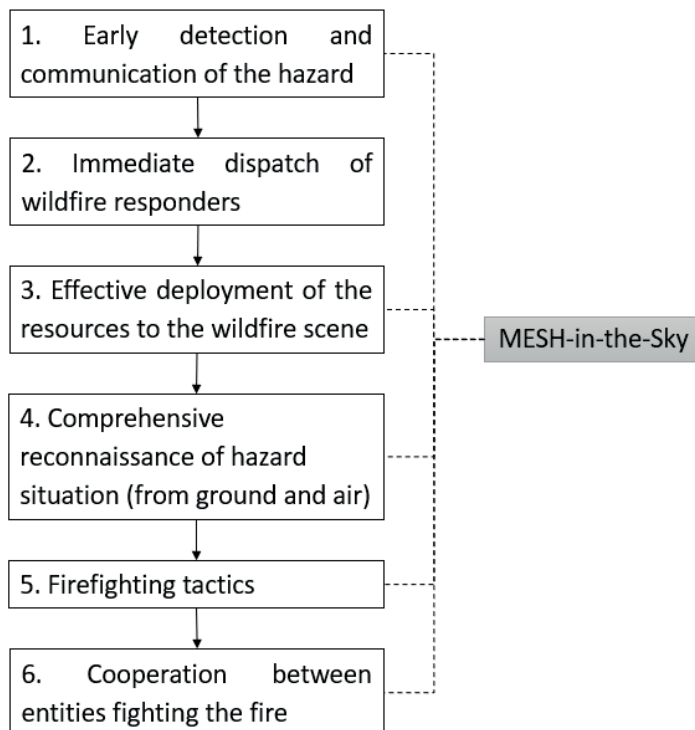 1. Early detection and
communication of the hazard
2. Immediate dispatch of
wildfire responders
3. Effective deployment of the
resources to the wildfire scene
MESH-in-the-Sky
4. Comprehensive
reconnaissance of hazard
situation (from ground and air)
5. Firefighting tactics
6. Cooperation between
entities fighting the fire